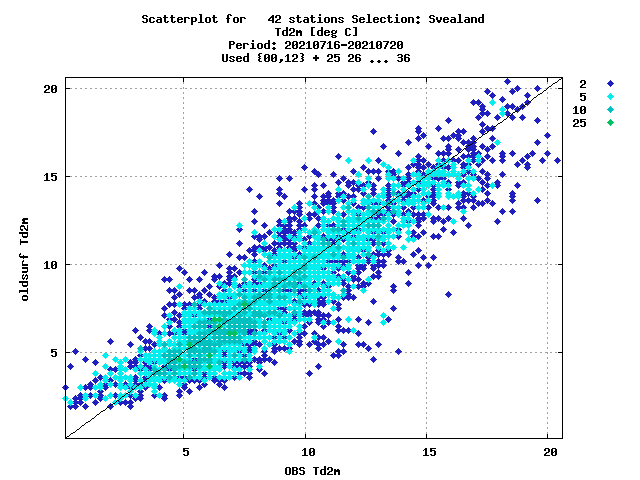 Scatterplot for 42 stations Selection: Svealand
Td2m [deg C]
Period: 20210716-20210720
Used {00,12} + 25 26 ... 36
2
5
10
25
20
15
10
5
oldsurf Td2m
5 10 15 20
OBS Td2m